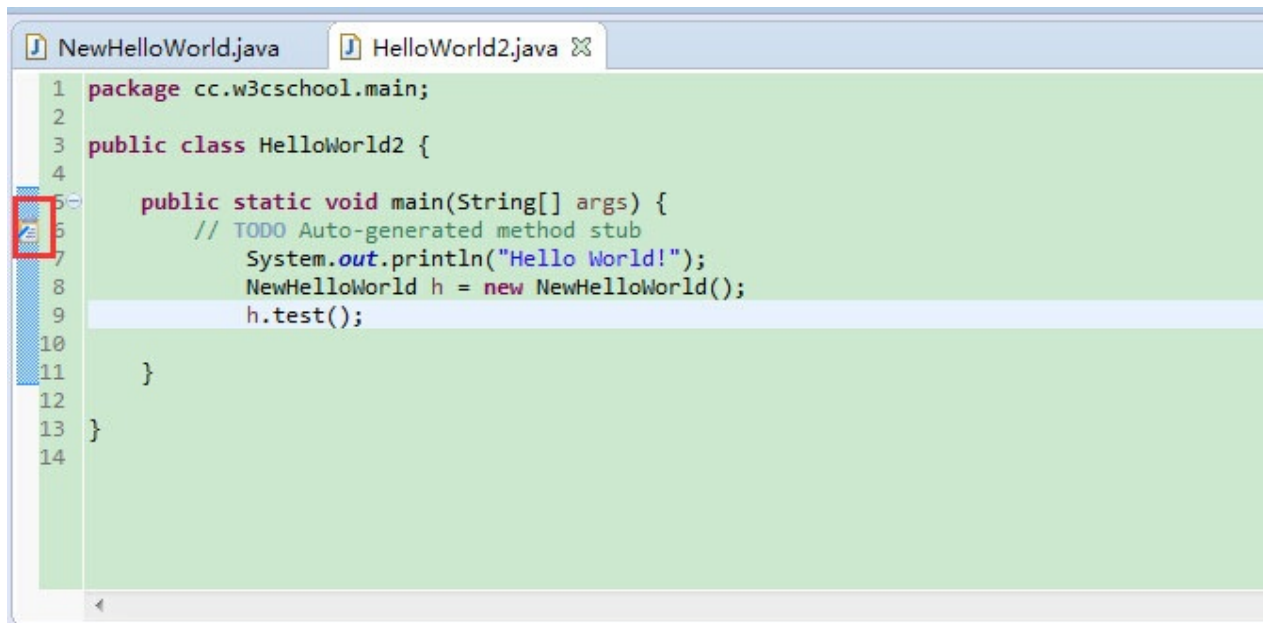 NewHelloWorld.java HelloWorld2.java
1 package cc.w3cschool.main;
2
3 public class HelloWorld2 {
4
5 public static void main(String[] args) {
6 // TODO Auto-generated method stub
7 System.out.println("Hello World!");
8 NewHelloWorld h = new NewHelloWorld();
9 h.test();
10
11 }
12
13 }
14